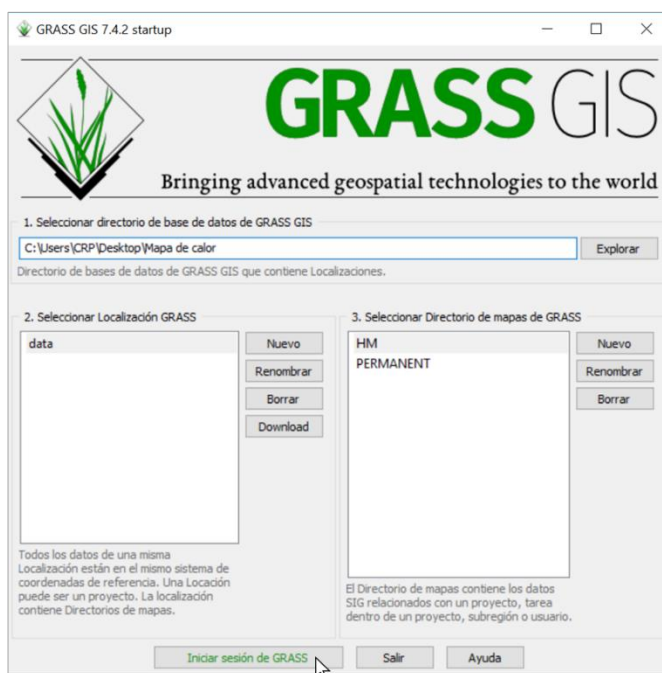 GRASS GIS 7.4.2 startup
GRASS GIS
Bringing advanced geospatial technologies to the world
1. Seleccionar directorio de base de datos de GRASS GIS
C:\Users\CRP\Desktop\Mapa de calor
Explorar
Directorio de bases de datos de GRASS GIS que contiene Localizaciones.
2. Seleccionar Localización GRASS
data
Nuevo
Renombrar
Borrar
Download
Todos los datos de una misma
Localización están en el mismo sistema de
coordenadas de referencia. Una Locación
puede ser un proyecto. La localización
contiene Directorios de mapas.
3. Seleccionar Directorio de mapas de GRASS
HM
PERMANENT
Nuevo
Renombrar
Borrar
El Directorio de mapas contiene los datos
SIG relacionados con un proyecto, tarea
dentro de un proyecto, subregión o usuario.
Iniciar sesión de GRASS
Salir
Ayuda